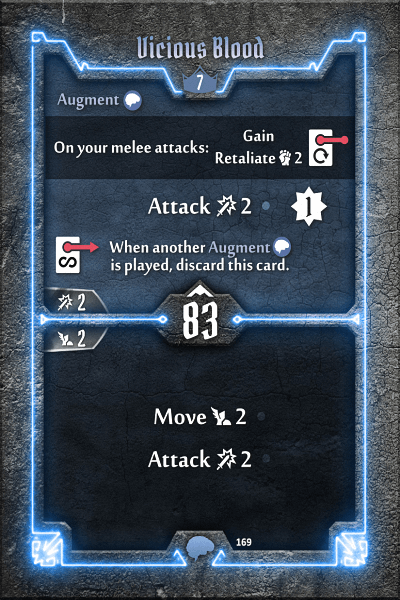 Vicious Blood
7
Augment
On your melee attacks:
Gain
Retaliate 2
Attack 2
1
When another Augment
is played, discard this card.
2
83
2
Move 2
Attack 2
169